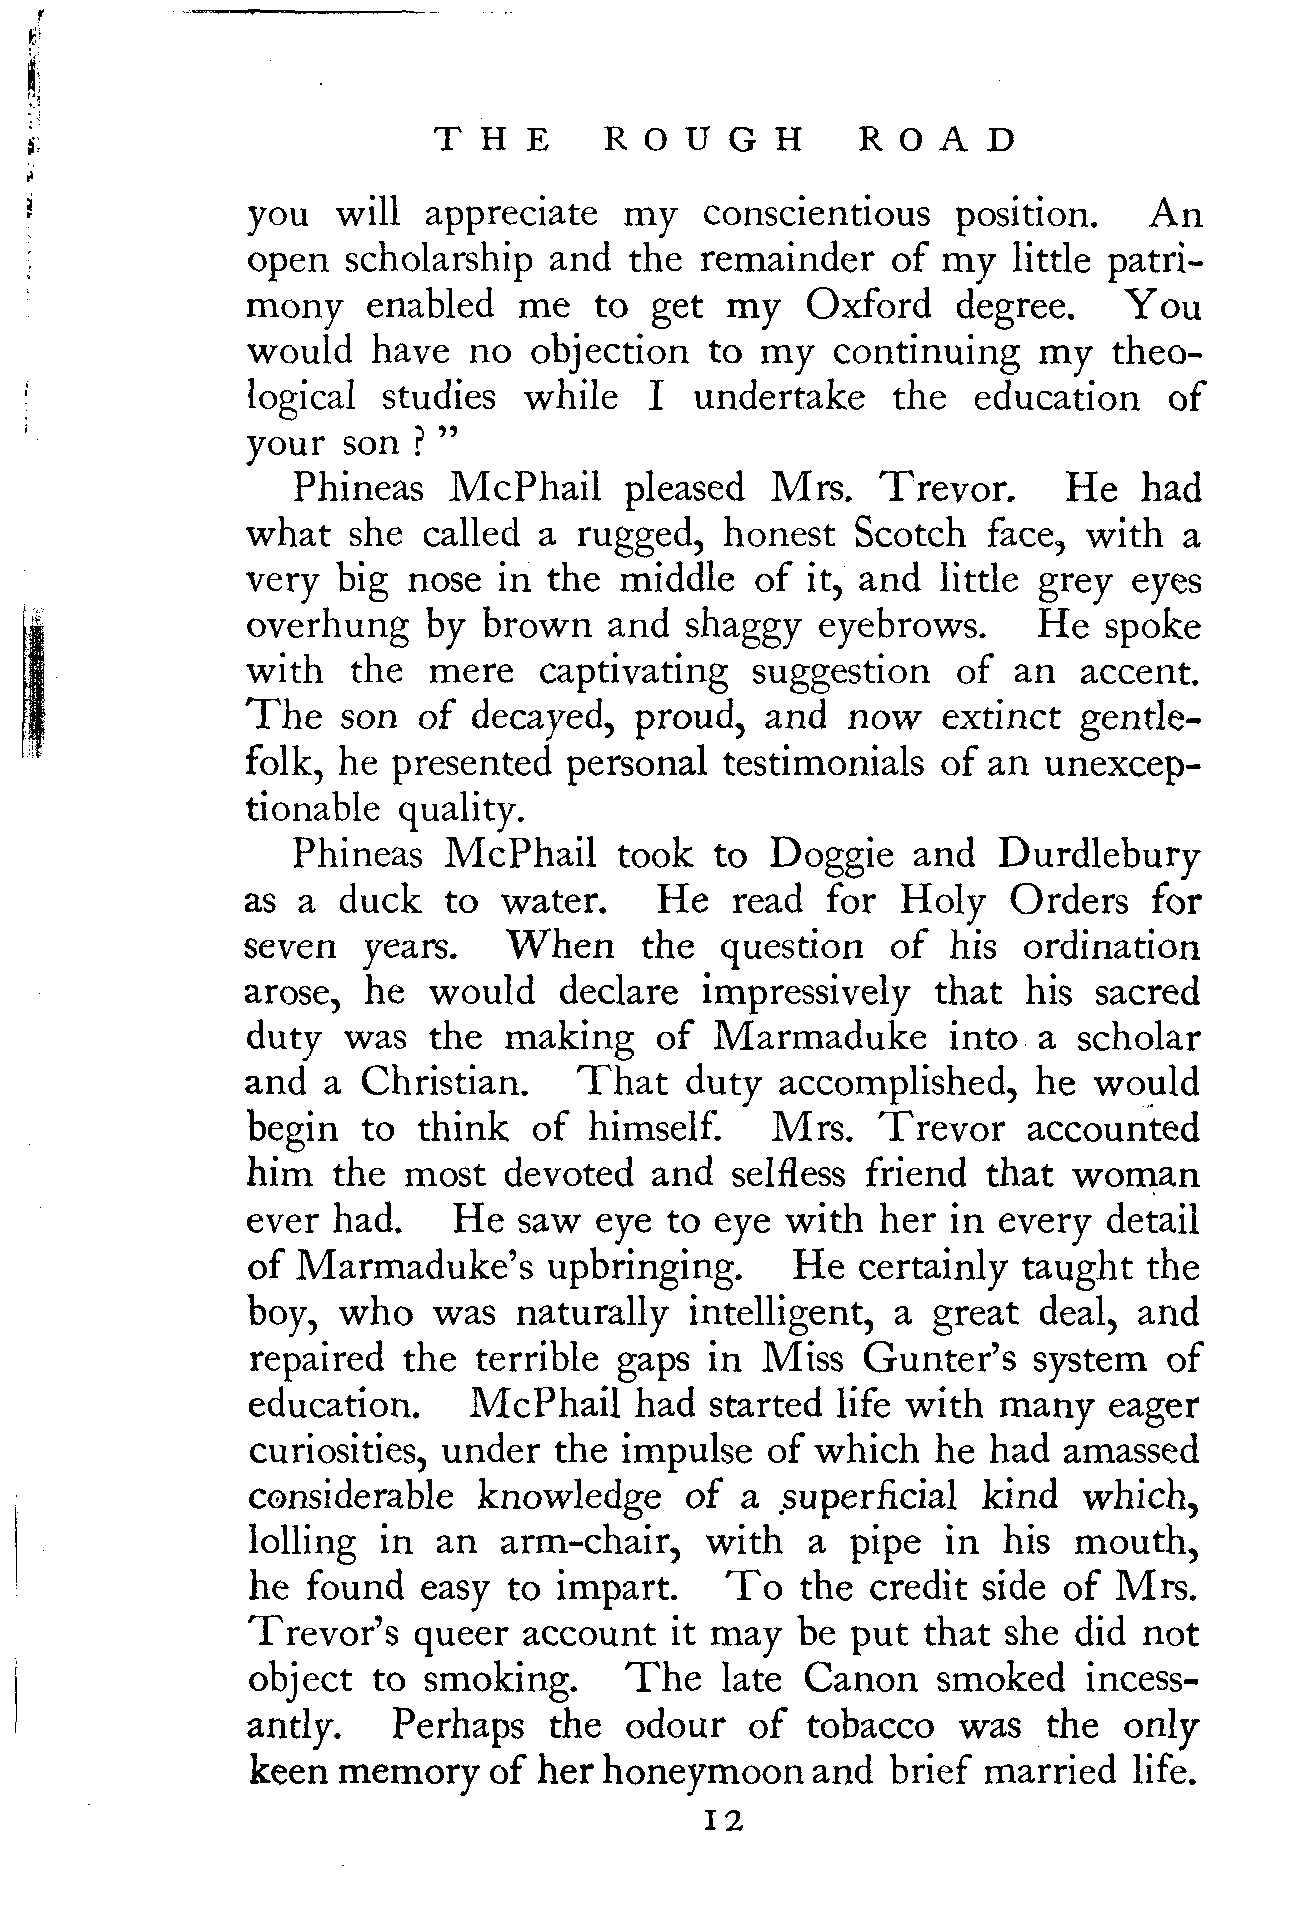 THE ROUGH ROAD
you will appreciate my conscientious position. An
open scholarship and the remainder of my little patri-
mony enabled me to get my Oxford degree. You
would have no objection to my continuing my theo-
logical studies while I undertake the education of
your son ? ”
Phineas McPhail pleased Mrs. Trevor. He had
what she called a rugged, honest Scotch face, with a
very big nose in the middle of it, and little grey eyes
overhung by brown and shaggy eyebrows. He spoke
with the mere captivating suggestion of an accent.
The son of decayed, proud, and now extinct gentle-
folk, he presented personal testimonials of an unexcep-
tionable quality.
Phineas McPhail took to Doggie and Durdlebury
as a duck to water. He read for Holy Orders for
seven years. When the question of his ordination
arose, he would declare impressively that his sacred
duty was the making of Marmaduke into a scholar
and a Christian. That duty accomplished, he would
begin to think of himself. Mrs. Trevor accounted
him the most devoted and selfless friend that woman
ever had. He saw eye to eye with her in every detail
of Marmaduke’s upbringing. He certainly taught the
boy, who was naturally intelligent, a great deal, and
repaired the terrible gaps in Miss Gunter’s system of
education. McPhail had started life with many eager
curiosities, under the impulse of which he had amassed
considerable knowledge of a superficial kind which,
lolling in an arm-chair, with a pipe in his mouth,
he found easy to impart. To the credit side of Mrs.
Trevor’s queer account it may be put that she did not
object to smoking. The late Canon smoked incess-
antly. Perhaps the odour of tobacco was the only
keen memory of her honeymoon and brief married life.
12